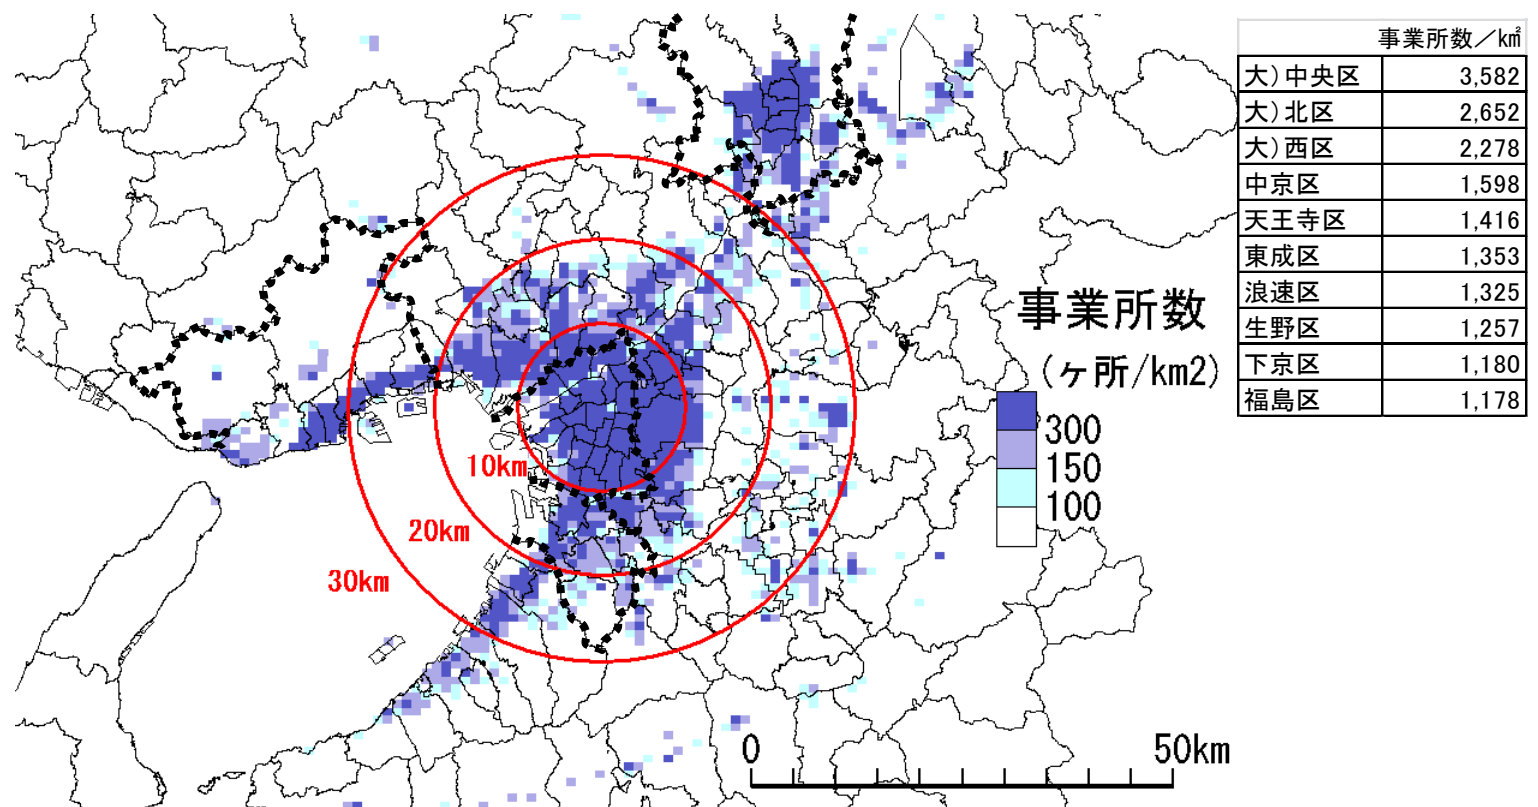 事業所数／k㎡
大）中央区 3,582
大）北区 2,652
大）西区 2,278
中京区 1,598
天王寺区 1,416
東成区 1,353
浪速区 1,325
生野区 1,257
下京区 1,180
福島区 1,178
事業所数
(ヶ所/km2)
300
150
100
10km
20km
30km
0 50km